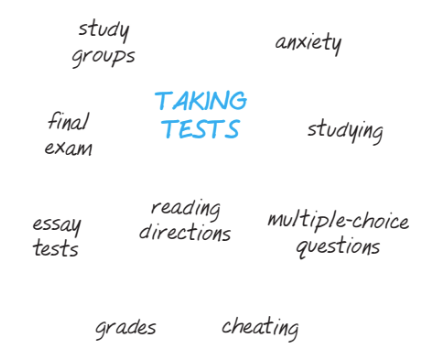 study
groups
anxiety
TAKING
TESTS
final
exam
studying
essay
tests
reading
directions
multiple-choice
questions
grades
cheating